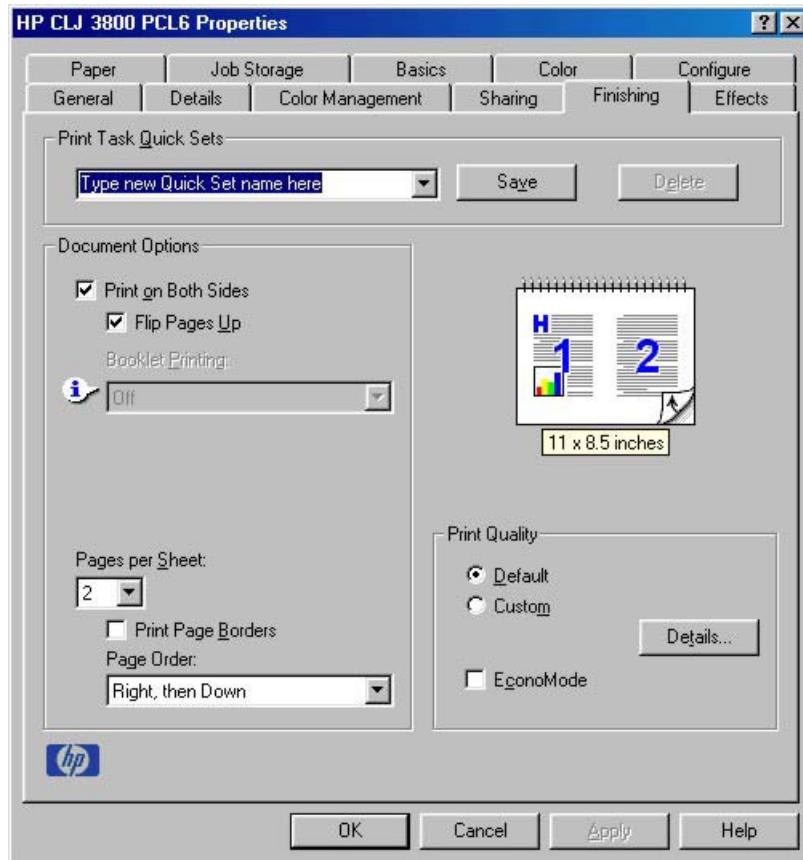 HP CLJ 3800 PCL6 Properties
Paper
Job Storage
Basics
Color
Configure
General
Details
Color Management
Sharing
Finishing
Effects
Print Task Quick Sets
Type new Quick Set name here
Save
Delete
Document Options
Print on Both Sides
Flip Pages Up
Booklet Printing:
Off
H
1
2
11 x 8.5 inches
Pages per Sheet:
2
Print Page Borders
Page Order:
Right, then Down
Print Quality
Default
Custom
Details...
EconoMode
hp
OK
Cancel
Apply
Help